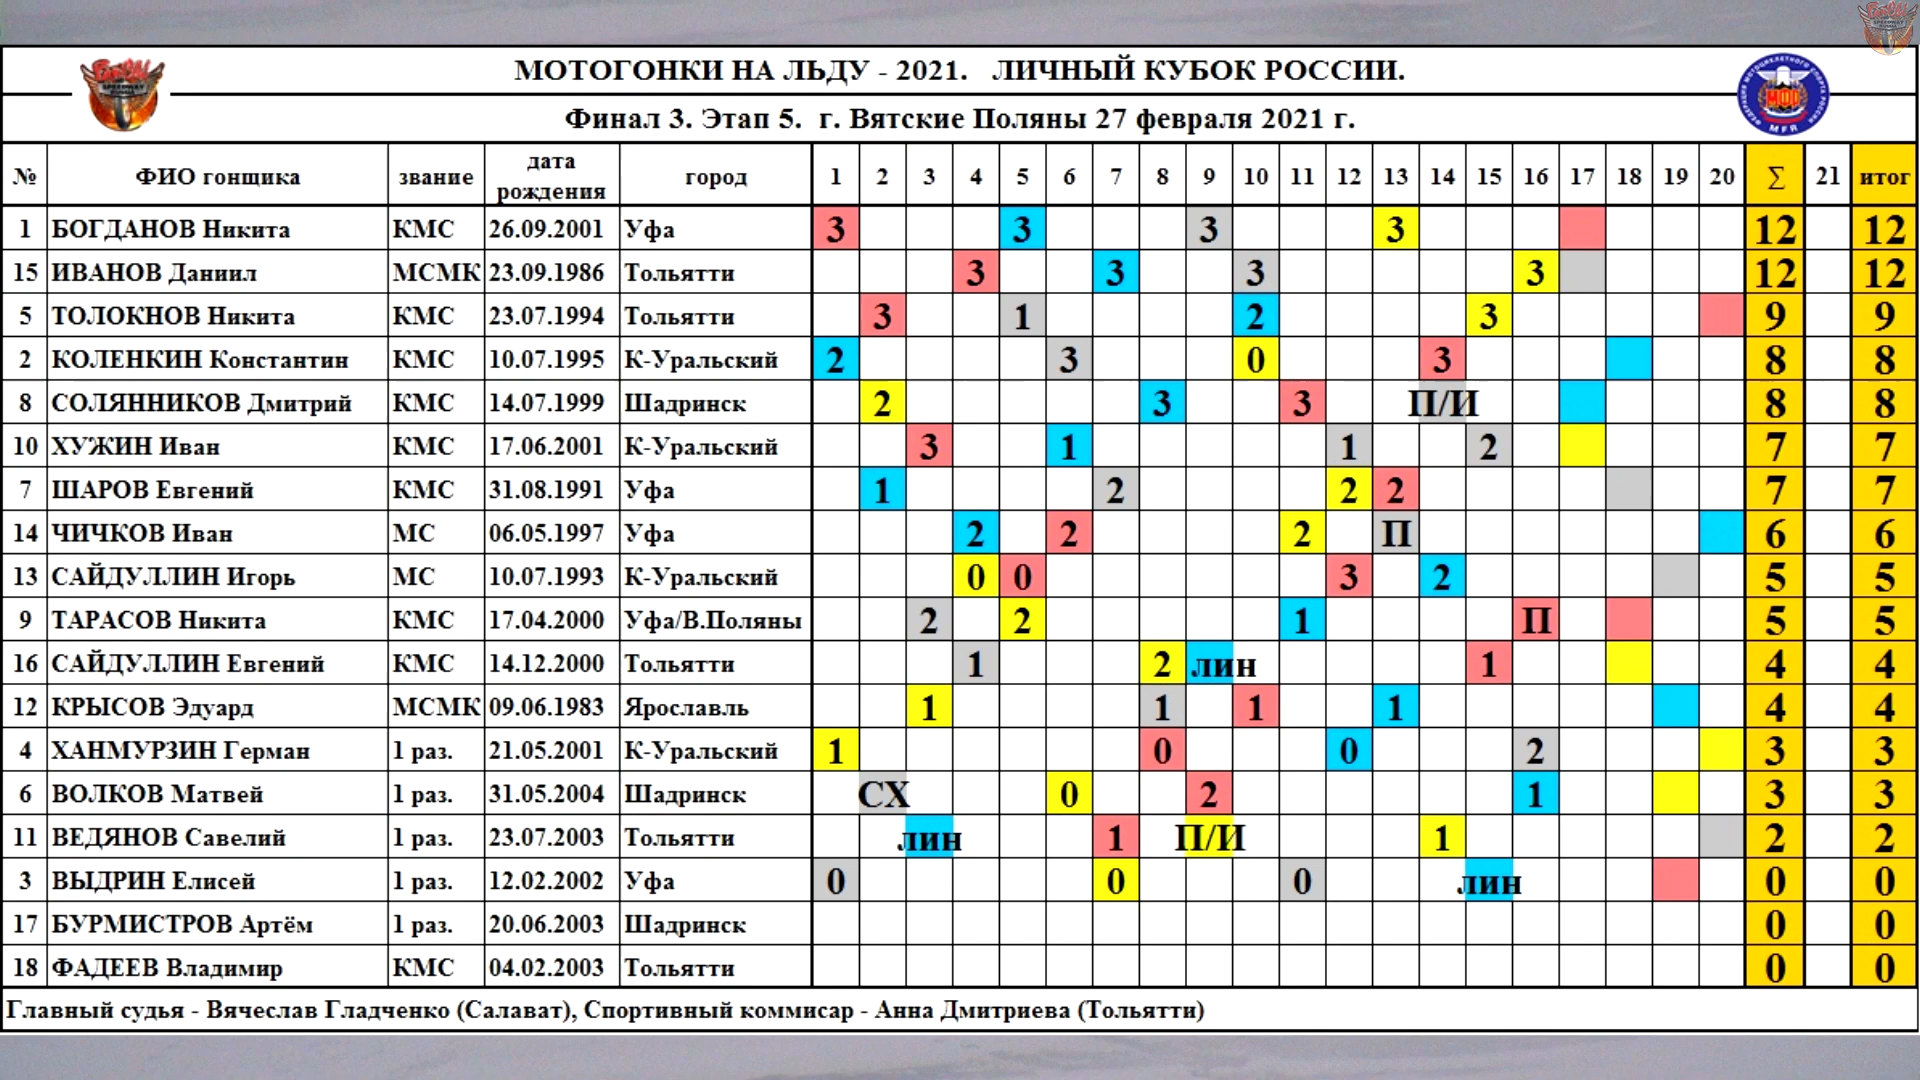 МОТОГОНКИ НА ЛЬДУ - 2021. ЛИЧНЫЙ КУБОК РОССИИ.
Финал 3. Этап 5. г. Вятские Поляны 27 февраля 2021 г.
№ ФИО гонщика звание дата рождения город 1 2 3 4 5 6 7 8 9 10 11 12 13 14 15 16 17 18 19 20 ∑ 21 итог
1 БОГДАНОВ Никита КМС 26.09.2001 Уфа 3 3 3 3 12 12
15 ИВАНОВ Даниил МСМК 23.09.1986 Тольятти 3 3 3 3 12 12
5 ТОЛОКНОВ Никита КМС 23.07.1994 Тольятти 3 1 2 3 9 9
2 КОЛЕНКИН Константин КМС 10.07.1995 К-Уральский 2 3 0 3 8 8
8 СОЛЯННИКОВ Дмитрий КМС 14.07.1999 Шадринск 2 3 3 П/И 8 8
10 ХУЖИН Иван КМС 17.06.2001 К-Уральский 3 1 1 2 7 7
7 ШАРОВ Евгений КМС 31.08.1991 Уфа 1 2 2 2 7 7
14 ЧИЧКОВ Иван МС 06.05.1997 Уфа 2 2 2 П 6 6
13 САЙДУЛЛИН Игорь МС 10.07.1993 К-Уральский 0 0 3 2 5 5
9 ТАРАСОВ Никита КМС 17.04.2000 Уфа/В.Поляны 2 2 1 П 5 5
16 САЙДУЛЛИН Евгений КМС 14.12.2000 Тольятти 1 2 лин 1 4 4
12 КРЫСОВ Эдуард МСМК 09.06.1983 Ярославль 1 1 1 1 4 4
4 ХАНМУРЗИН Герман 1 раз. 21.05.2001 К-Уральский 1 0 0 2 3 3
6 ВОЛКОВ Матвей 1 раз. 31.05.2004 Шадринск СХ 0 2 1 3 3
11 ВЕДЯНОВ Савелий 1 раз. 23.07.2003 Тольятти лин 1 П/И 1 2 2
3 ВЫДРИН Елисей 1 раз. 12.02.2002 Уфа 0 0 0 лин 0 0
17 БУРМИСТРОВ Артём 1 раз. 20.06.2003 Шадринск 0 0
18 ФАДЕЕВ Владимир КМС 04.02.2003 Тольятти 0 0
Главный судья - Вячеслав Гладченко (Салават), Спортивный коммисар - Анна Дмитриева (Тольятти)